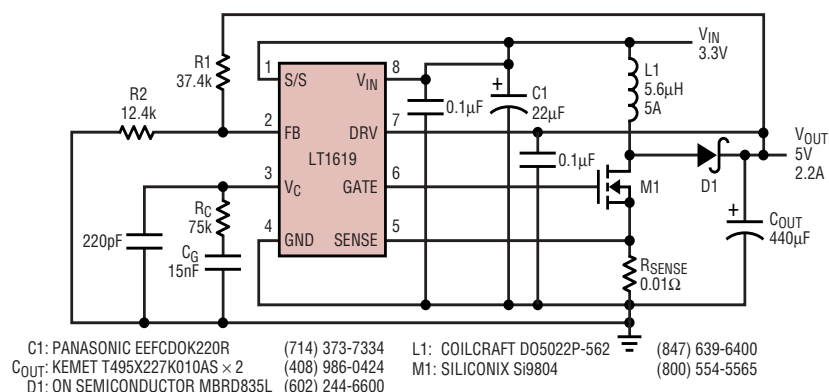 R1
37.4k
R2
12.4k
1
S/S
2
FB
3
VC
4
GND
LT1619
VIN
8
DRV
7
GATE
6
SENSE
5
220pF
RC
75k
CG
15nF
0.1µF
+
C1
22µF
0.1µF
VIN
3.3V
L1
5.6µH
5A
M1
D1
VOUT
5V
2.2A
+
COUT
440µF
RSENSE
0.01Ω
C1: PANASONIC EEFCDOK220R (714) 373-7334
COUT: KEMET T495X227K010AS × 2 (408) 986-0424
D1: ON SEMICONDUCTOR MBRD835L (602) 244-6600
L1: COILCRAFT DO5022P-562 (847) 639-6400
M1: SILICONIX Si9804 (800) 554-5565